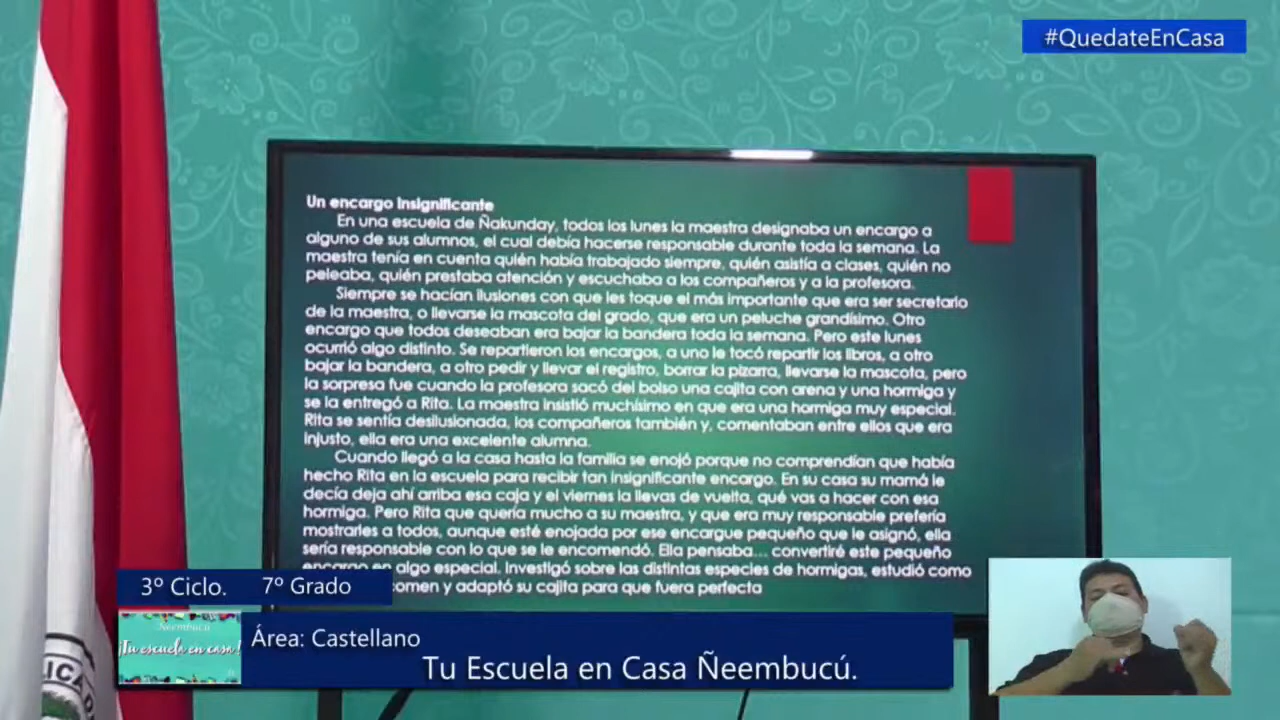 #QuedateEnCasa
Un encargo insignificante
En una escuela de Ñakunday, todos los lunes la maestra designaba un encargo a
alguno de sus alumnos, el cual debía hacerse responsable durante toda la semana. La
maestra tenía en cuenta quién había trabajado siempre, quién asistía a clases, quién no
peleaba, quién prestaba atención y escuchaba a los compañeros y a la profesora.
Siempre se hacían ilusiones con que les toque el más importante que era ser secretario
de la maestra, o llevarse la mascota del grado, que era un peluche grandísimo. Otro
encargo que todos deseaban era bajar la bandera toda la semana. Pero este lunes
ocurrió algo distinto. Se repartieron los encargos, a uno le tocó repartir los libros, a otro
bajar la bandera, a otro pedir y llevar el registro, borrar la pizarra, llevarse la mascota, pero
la sorpresa fue cuando la profesora sacó del bolso una cajita con arena y una hormiga y
se la entregó a Rita. La maestra insistió muchísimo en que era una hormiga muy especial.
Rita se sentía desilusionada, los compañeros también y, comentaban entre ellos que era
injusto, ella era una excelente alumna.
Cuando llegó a la casa hasta la familia se enojó porque no comprendían que había
hecho Rita en la escuela para recibir tan insignificante encargo. En su casa su mamá le
decía deja ahí arriba esa caja y el viernes la llevas de vuelta, qué vas a hacer con esa
hormiga. Pero Rita que quería mucho a su maestra, y que era muy responsable prefería
mostrarles a todos, aunque esté enojada por ese encargue pequeño que le asignó, ella
sería responsable con lo que se le encomendó. Ella pensaba... convertiré este pequeño
encargo en algo especial. Investigó sobre las distintas especies de hormigas, estudió como
comen y adaptó su cajita para que fuera perfecta
3º Ciclo. 7º Grado
Ñeembucú
¡Tu escuela en casa!
Área: Castellano
Tu Escuela en Casa Ñeembucú.